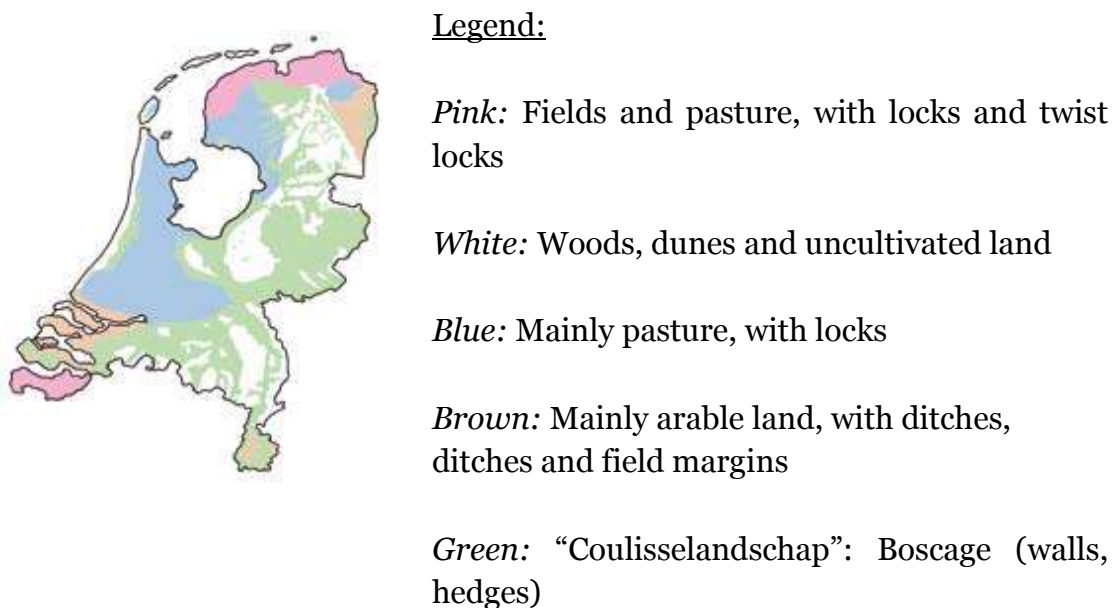 Legend:
Pink: Fields and pasture, with locks and twist
locks
White: Woods, dunes and uncultivated land
Blue: Mainly pasture, with locks
Brown: Mainly arable land, with ditches,
ditches and field margins
Green: “Coulisselandschap”: Boscage (walls,
hedges)